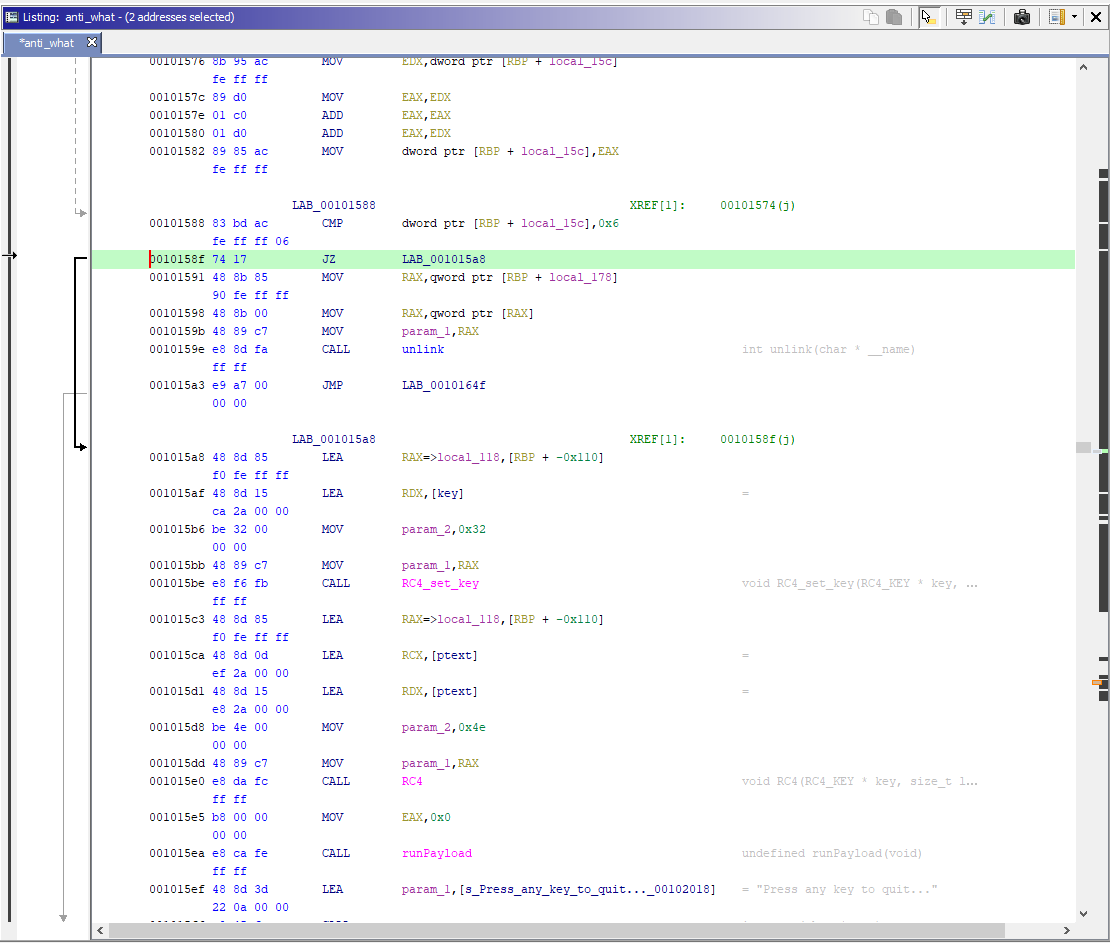 Listing: anti_what - (2 addresses selected)
*anti_what
00101576 8b 95 ac MOV EDX,dword ptr [RBP + local_15c]
fe ff ff
0010157c 89 d0 MOV EAX,EDX
0010157e 01 c0 ADD EAX,EAX
00101580 01 d0 ADD EAX,EDX
00101582 89 85 ac MOV dword ptr [RBP + local_15c],EAX
fe ff ff
LAB_00101588 XREF[1]: 00101574(j)
00101588 83 bd ac CMP dword ptr [RBP + local_15c],0x6
fe ff ff 06
0010158f 74 17 JZ LAB_001015a8
00101591 48 8b 85 MOV RAX,qword ptr [RBP + local_178]
90 fe ff ff
00101598 48 8b 00 MOV RAX,qword ptr [RAX]
0010159b 48 89 c7 MOV param_1,RAX
0010159e e8 8d fa CALL unlink int unlink(char * __name)
ff ff
001015a3 e9 a7 00 JMP LAB_0010164f
00 00
LAB_001015a8 XREF[1]: 0010158f(j)
001015a8 48 8d 85 LEA RAX=>local_118,[RBP + -0x110]
f0 fe ff ff
001015af 48 8d 15 LEA RDX,[key] =
ca 2a 00 00
001015b6 be 32 00 MOV param_2,0x32
00 00
001015bb 48 89 c7 MOV param_1,RAX
001015be e8 f6 fb CALL RC4_set_key void RC4_set_key(RC4_KEY * key, ...
ff ff
001015c3 48 8d 85 LEA RAX=>local_118,[RBP + -0x110]
f0 fe ff ff
001015ca 48 8d 0d LEA RCX,[ptext] =
ef 2a 00 00
001015d1 48 8d 15 LEA RDX,[ptext] =
e8 2a 00 00
001015d8 be 4e 00 MOV param_2,0x4e
00 00
001015dd 48 89 c7 MOV param_1,RAX
001015e0 e8 da fc CALL RC4 void RC4(RC4_KEY * key, size_t l...
ff ff
001015e5 b8 00 00 MOV EAX,0x0
00 00
001015ea e8 ca fe CALL runPayload undefined runPayload(void)
ff ff
001015ef 48 8d 3d LEA param_1,[s_Press_any_key_to_quit..._00102018] = "Press any key to quit..."
22 0a 00 00